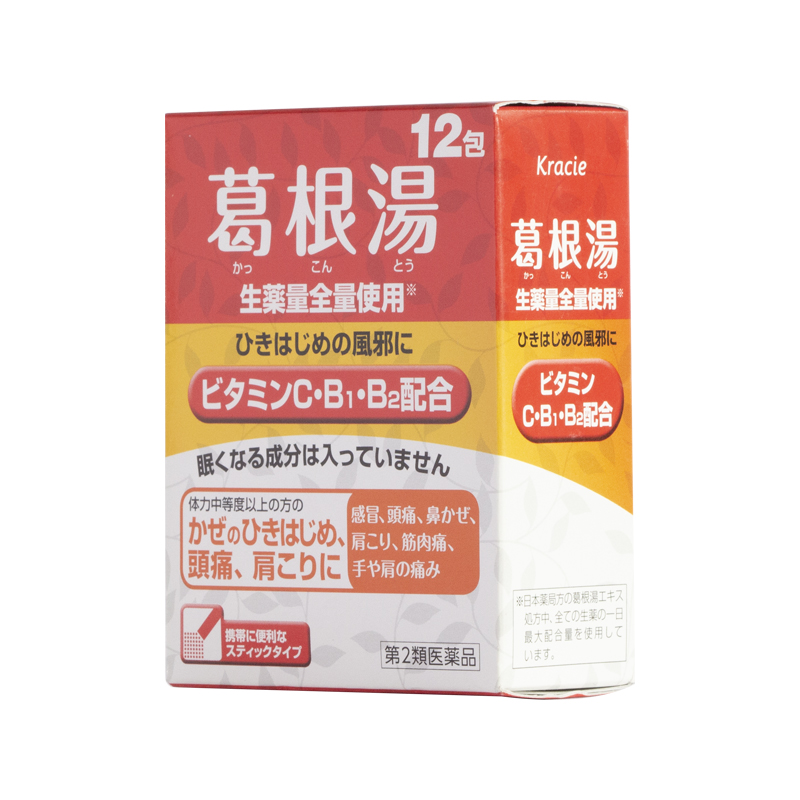 12包
葛根湯
かっ こん とう
生薬量全量使用※
ひきはじめの風邪に
ビタミンC・B1・B2配合
眠くなる成分は入っていません
体力中等度以上の方の
かぜのひきはじめ、
頭痛、肩こりに
感冒、頭痛、鼻かぜ、
肩こり、筋肉痛、
手や肩の痛み
携帯に便利な
スティックタイプ
第2類医薬品
Kracie
葛根湯
かっ こん とう
生薬量全量使用※
ひきはじめの風邪に
ビタミン
C・B1・B2配合
※日本薬局方の葛根湯エキス
処方中、全ての生薬の一日
最大配合量を使用して
います。